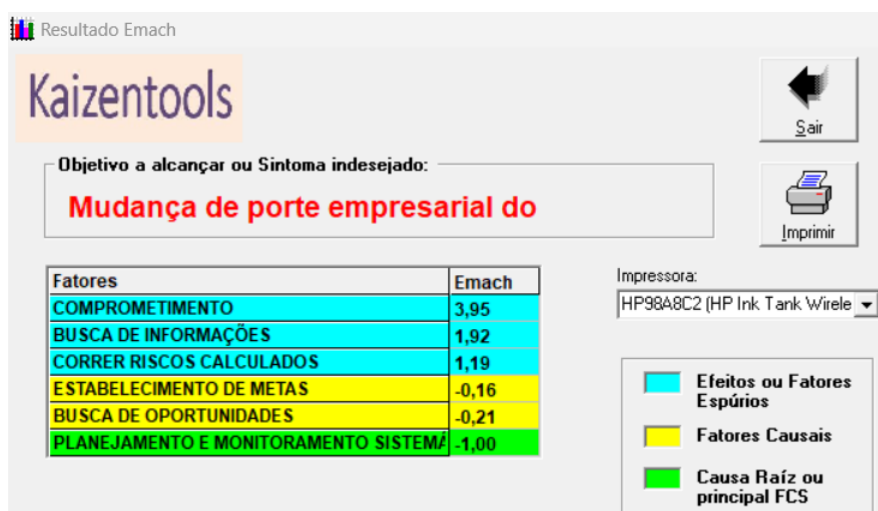 Resultado Emach
Kaizentools
Sair
Objetivo a alcançar ou Sintoma indesejado:
Mudança de porte empresarial do
Imprimir
Fatores Emach
COMPROMETIMENTO 3,95
BUSCA DE INFORMAÇÕES 1,92
CORRER RISCOS CALCULADOS 1,19
ESTABELECIMENTO DE METAS -0,16
BUSCA DE OPORTUNIDADES -0,21
PLANEJAMENTO E MONITORAMENTO SISTEMÁ -1,00
Impressora:
HP98A8C2 (HP Ink Tank Wirele
Efeitos ou Fatores
Espúrios
Fatores Causais
Causa Raíz ou
principal FCS